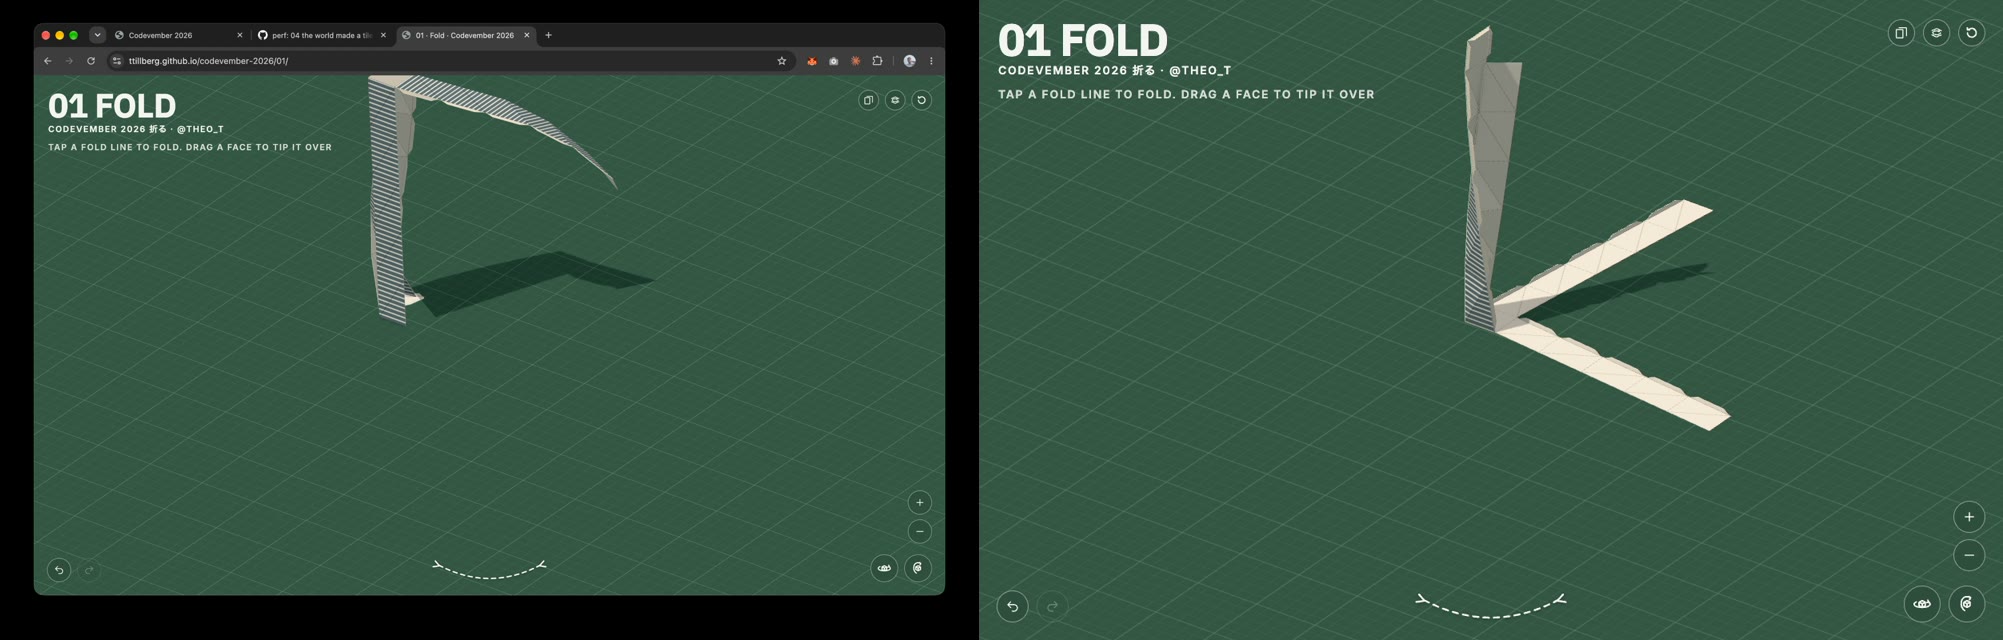 Codevember 2026
perf: 04 the world made a tile
01 · Fold · Codevember 2026
ttillberg.github.io/codevember-2026/01/
01 FOLD
CODEVEMBER 2026 折る · @THEO_T
TAP A FOLD LINE TO FOLD. DRAG A FACE TO TIP IT OVER
01 FOLD
CODEVEMBER 2026 折る · @THEO_T
TAP A FOLD LINE TO FOLD. DRAG A FACE TO TIP IT OVER